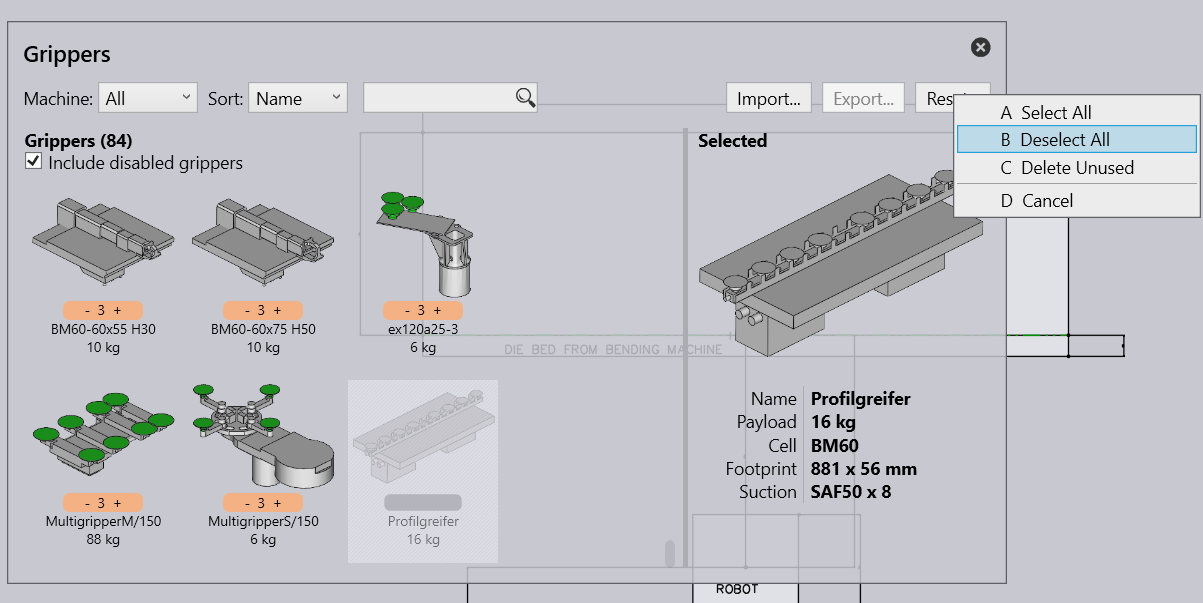 Grippers
Machine: All Sort: Name Import... Export...
A Select All
B Deselect All
C Delete Unused
D Cancel
Grippers (84)
Include disabled grippers
- 3 +
BM60-60x55 H30
10 kg
- 3 +
BM60-60x75 H50
10 kg
- 3 +
ex120a25-3
6 kg
- 3 +
MultigripperM/150
88 kg
- 3 +
MultigripperS/150
6 kg
Profilgreifer
16 kg
DIE BED FROM BENDING MACHINE
Selected
Name Profilgreifer
Payload 16 kg
Cell BM60
Footprint 881 x 56 mm
Suction SAF50 x 8
ROBOT